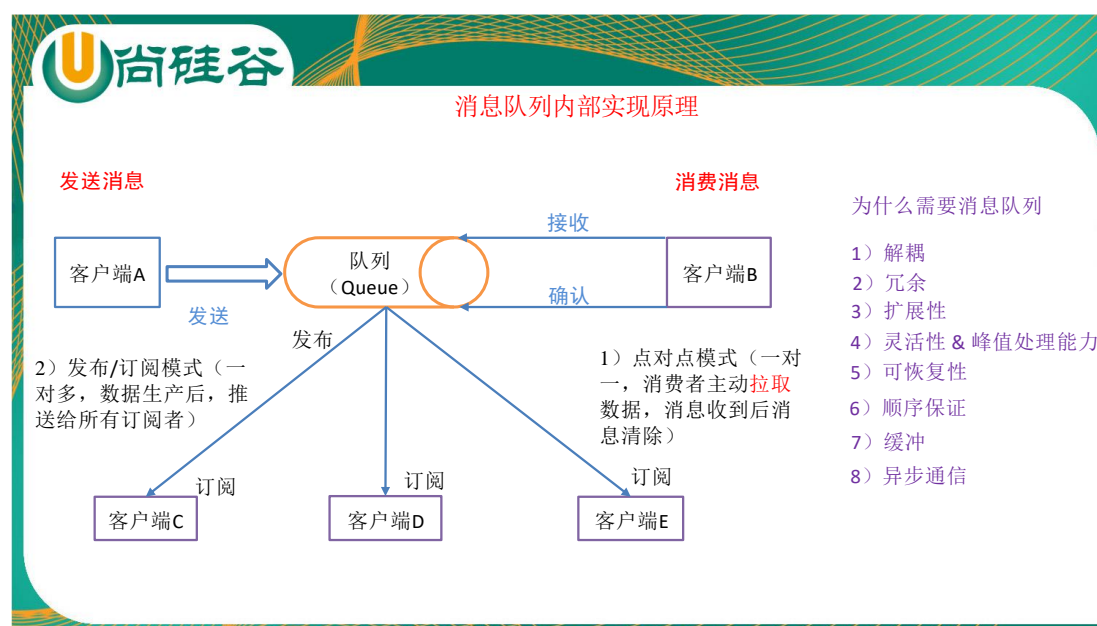 尚硅谷
消息队列内部实现原理
发送消息
消费消息
为什么需要消息队列
客户端A
发送
队列
（Queue）
接收
确认
客户端B
1）解耦
2）冗余
3）扩展性
4）灵活性 & 峰值处理能力
5）可恢复性
6）顺序保证
7）缓冲
8）异步通信
发布
2）发布/订阅模式（一
对多，数据生产后，推
送给所有订阅者）
1）点对点模式（一对
一，消费者主动拉取
数据，消息收到后消
息清除）
订阅
订阅
订阅
客户端C
客户端D
客户端E